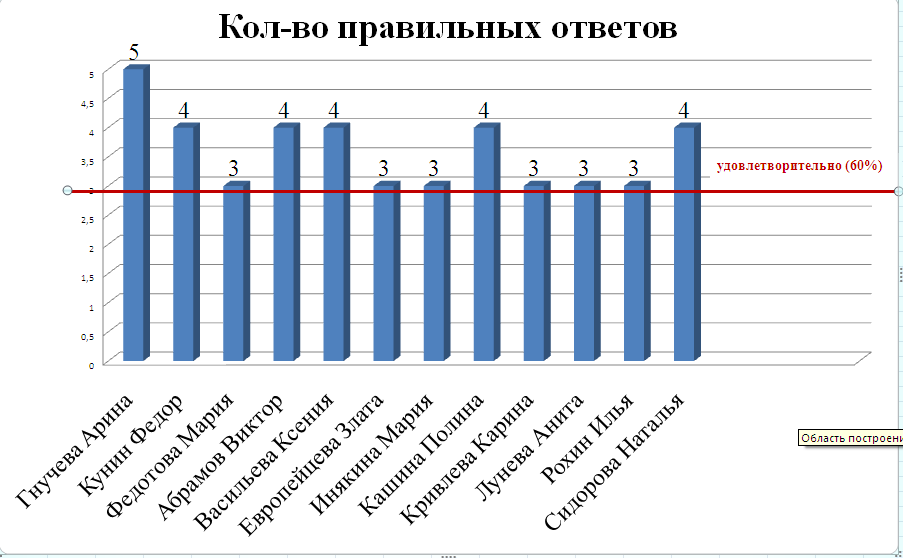 Кол-во правильных ответов
5
4
3
4
4
3
3
4
3
3
3
4
удовлетворительно (60%)
5
4,5
4
3,5
3
2,5
2
1,5
1
0,5
0
Гнучева Арина
Кунин Федор
Федотова Мария
Абрамов Виктор
Васильева Ксения
Европейцева Злата
Инякина Мария
Кашина Полина
Кривлева Карина
Лунева Анита
Рохин Илья
Сидорова Наталья
Область построени